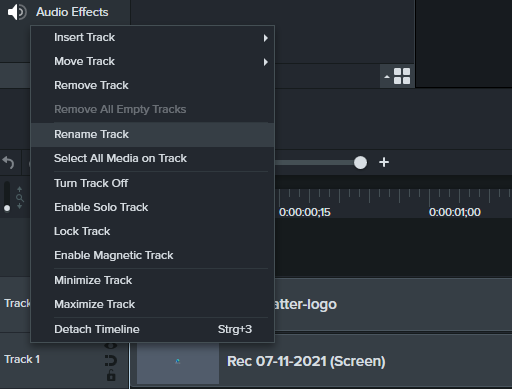 Audio Effects
Insert Track
Move Track
Remove Track
Remove All Empty Tracks
Rename Track
Select All Media on Track
Turn Track Off
Enable Solo Track
Lock Track
Enable Magnetic Track
Minimize Track
Maximize Track
Detach Timeline Strg+3
0:00:00;15 0:00:01;00
Track
atter-logo
Track 1
Rec 07-11-2021 (Screen)